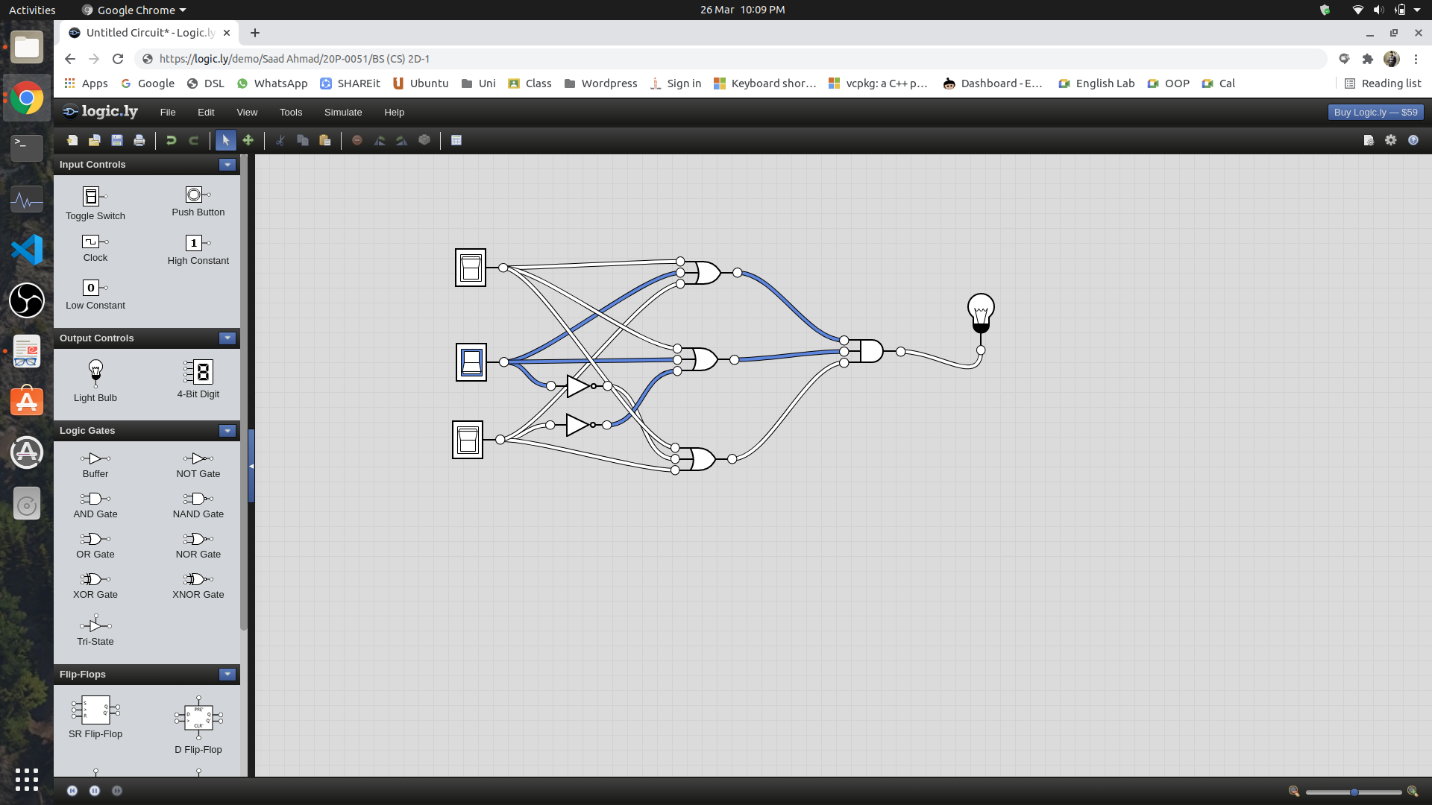 Activities
Google Chrome
26 Mar 10:09 PM
Untitled Circuit* - Logic.ly
https://logic.ly/demo/Saad Ahmad/20P-0051/BS (CS) 2D-1
Apps
Google
DSL
WhatsApp
SHAREit
Ubuntu
Uni
Class
Wordpress
Sign in
Keyboard shor...
vcpkg: a C++ p...
Dashboard - E...
English Lab
OOP
Cal
Reading list
logic.ly
File
Edit
View
Tools
Simulate
Help
Buy Logic.ly — $59
Input Controls
Toggle Switch
Push Button
Clock
1
High Constant
0
Low Constant
Output Controls
Light Bulb
8
4-Bit Digit
Logic Gates
Buffer
NOT Gate
AND Gate
NAND Gate
OR Gate
NOR Gate
XOR Gate
XNOR Gate
Tri-State
Flip-Flops
SR Flip-Flop
D Flip-Flop